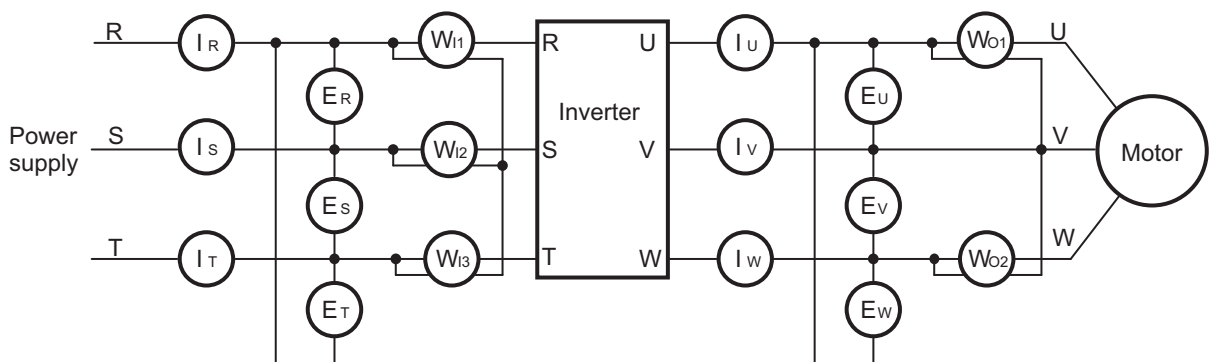 R IR WI1 R U IU WO1 U
ER EU
Inverter
Power supply
S IS WI2 S V IV V Motor
ES EV
T IT WI3 T W IW WO2 W
ET EW